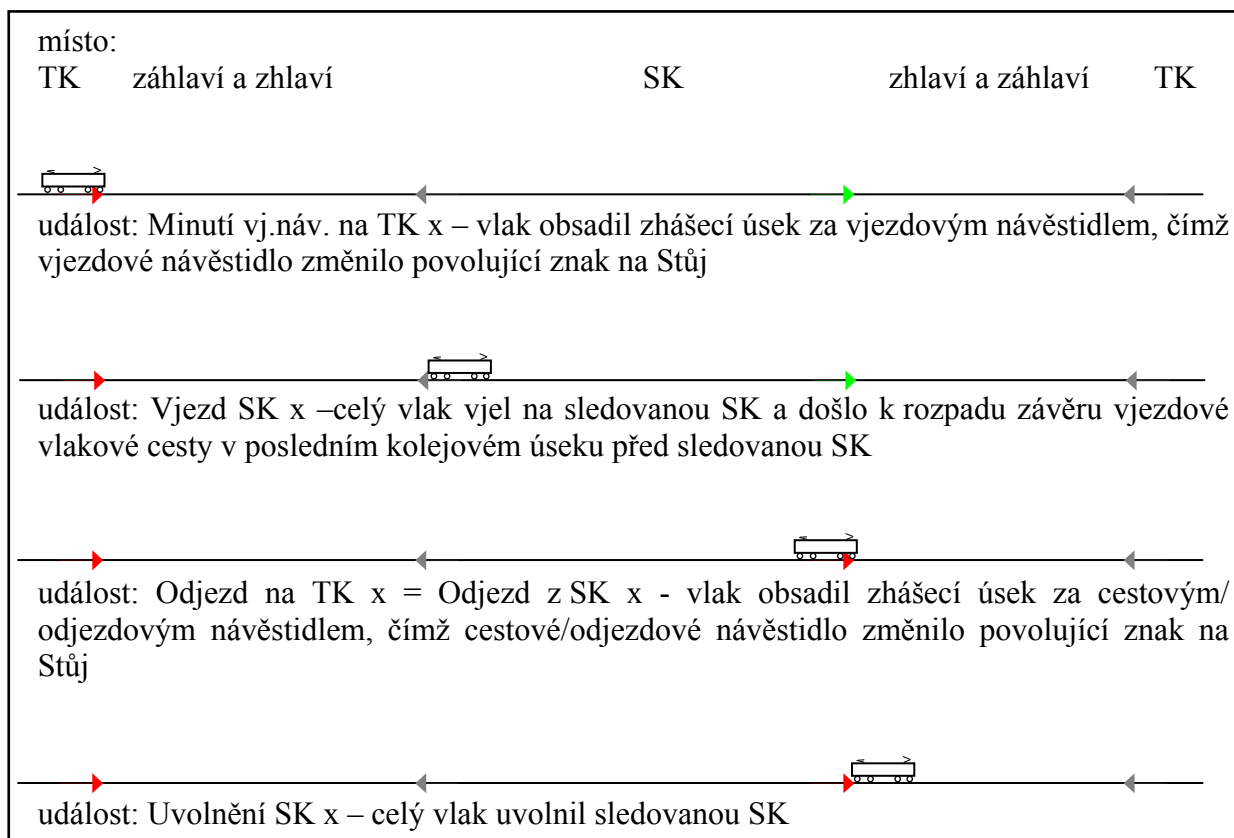 místo:
TK záhlaví a zhlaví SK zhlaví a záhlaví TK
událost: Minutí vj.náv. na TK x – vlak obsadil zhášecí úsek za vjezdovým návěstidlem, čímž
vjezdové návěstidlo změnilo povolující znak na Stůj
událost: Vjezd SK x –celý vlak vjel na sledovanou SK a došlo k rozpadu závěru vjezdové
vlakové cesty v posledním kolejovém úseku před sledovanou SK
událost: Odjezd na TK x = Odjezd z SK x - vlak obsadil zhášecí úsek za cestovým/
odjezdovým návěstidlem, čímž cestové/odjezdové návěstidlo změnilo povolující znak na
Stůj
událost: Uvolnění SK x – celý vlak uvolnil sledovanou SK